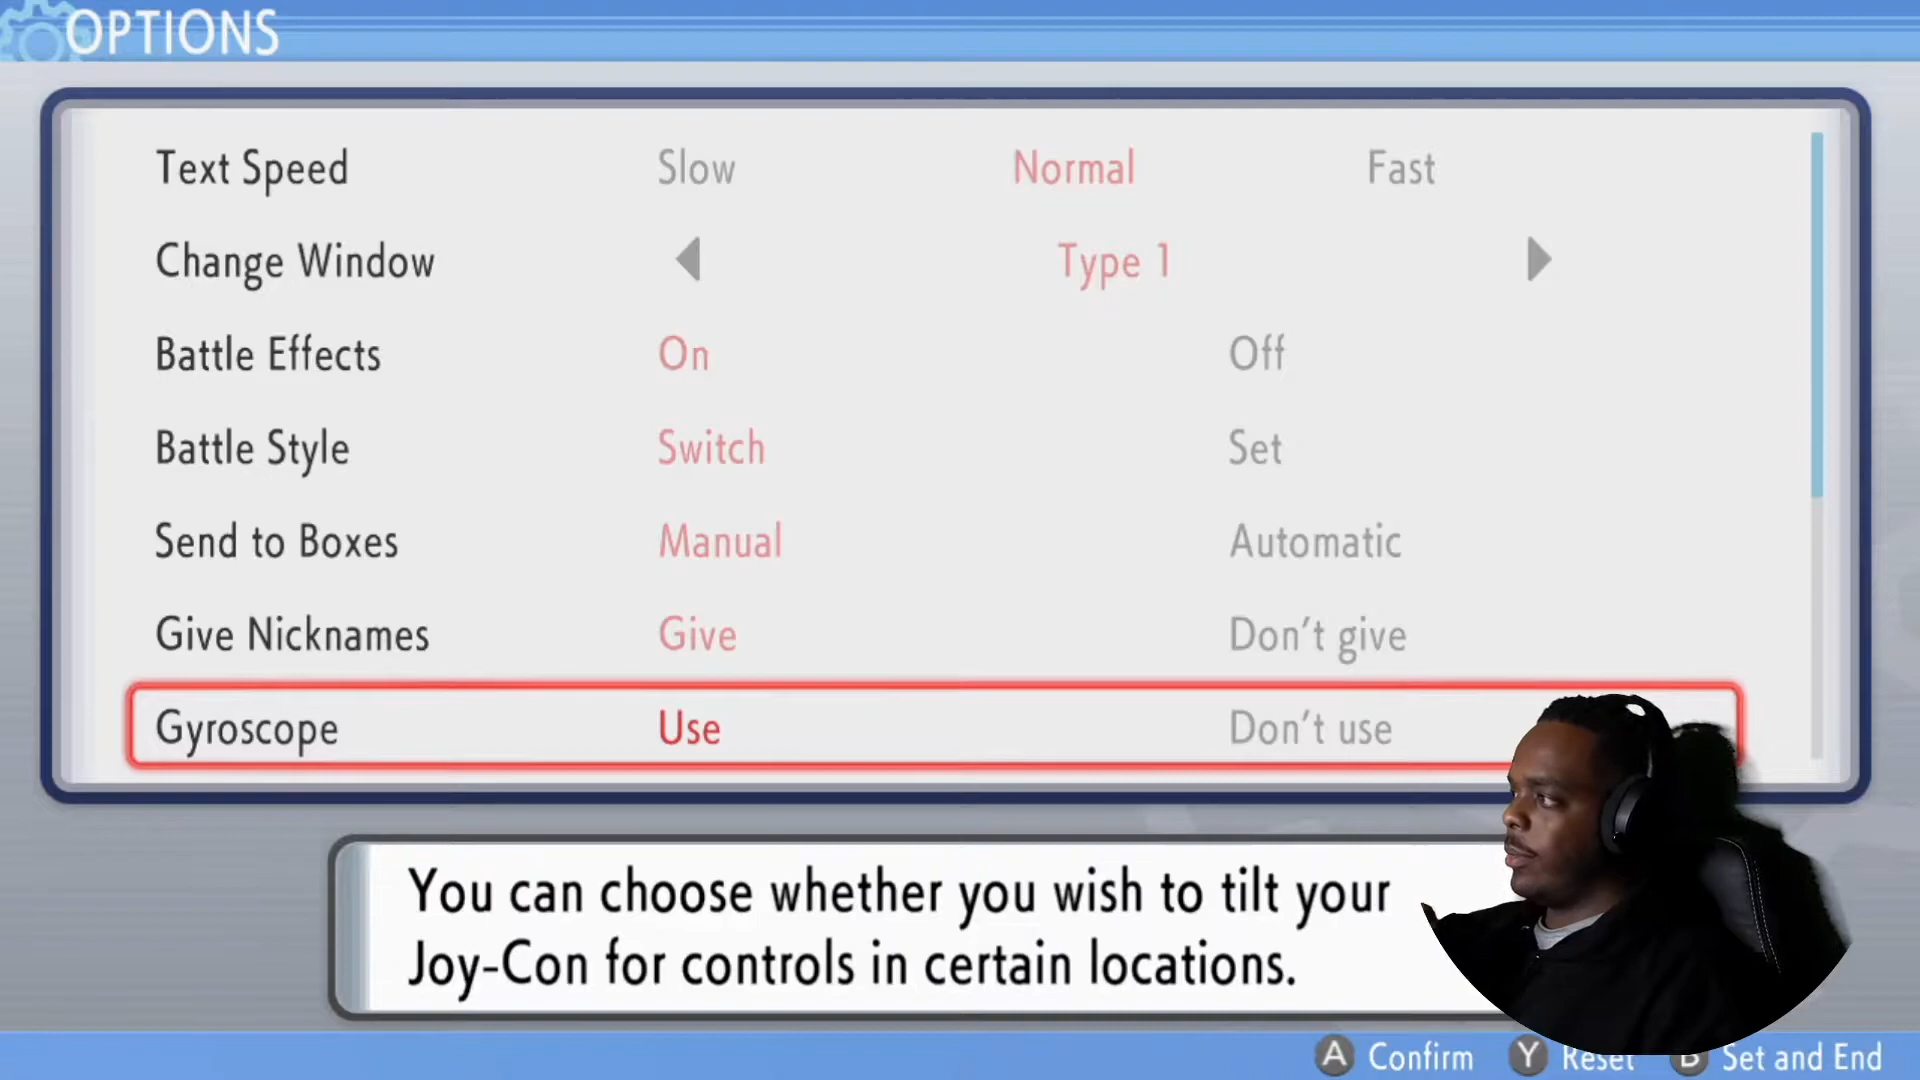 OPTIONS
Text Speed Slow Normal Fast
Change Window Type 1
Battle Effects On Off
Battle Style Switch Set
Send to Boxes Manual Automatic
Give Nicknames Give Don't give
Gyroscope Use Don't use
You can choose whether you wish to tilt your
Joy-Con for controls in certain locations.
A Confirm Y Reset B Set and End